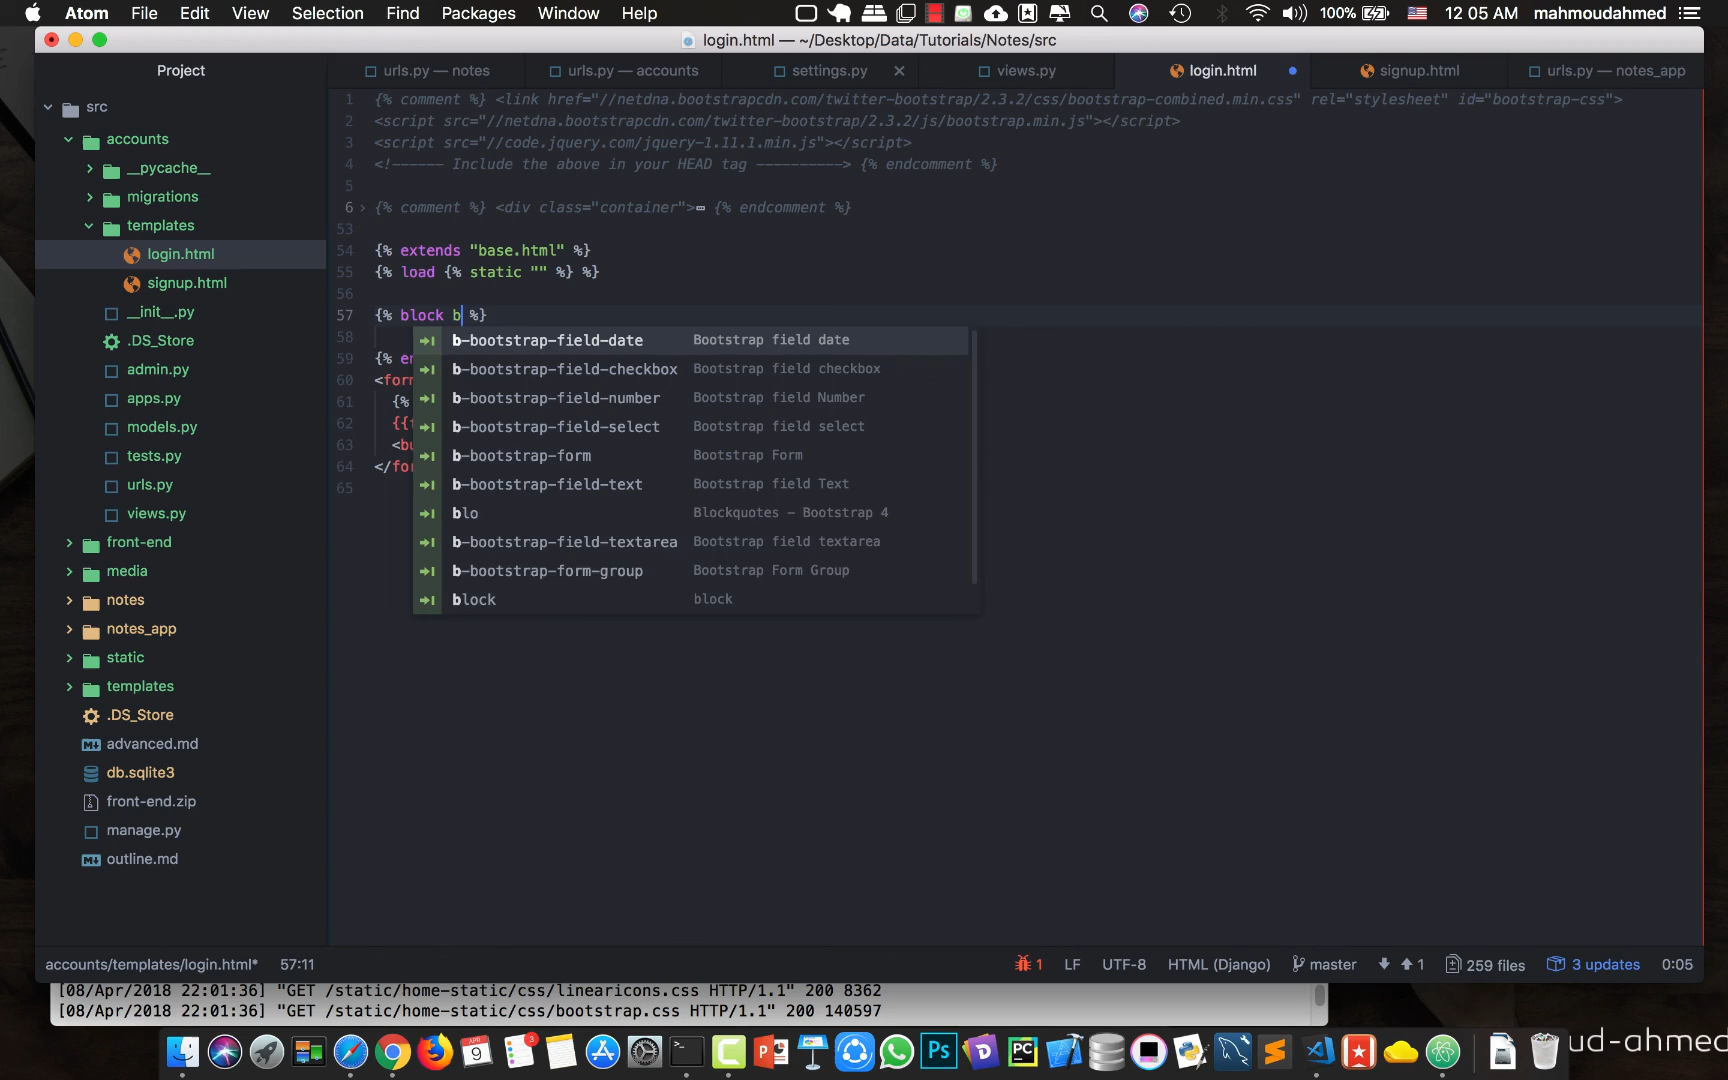 Atom File Edit View Selection Find Packages Window Help 100% 12 05 AM mahmoudahmed
login.html — ~/Desktop/Data/Tutorials/Notes/src
Project
urls.py — notes urls.py — accounts settings.py views.py login.html signup.html urls.py — notes_app
src
accounts
__pycache__
migrations
templates
login.html
signup.html
__init__.py
.DS_Store
admin.py
apps.py
models.py
tests.py
urls.py
views.py
front-end
media
notes
notes_app
static
templates
.DS_Store
advanced.md
db.sqlite3
front-end.zip
manage.py
outline.md
1 {% comment %} <link href="//netdna.bootstrapcdn.com/twitter-bootstrap/2.3.2/css/bootstrap-combined.min.css" rel="stylesheet" id="bootstrap-css">
2 <script src="//netdna.bootstrapcdn.com/twitter-bootstrap/2.3.2/js/bootstrap.min.js"></script>
3 <script src="//code.jquery.com/jquery-1.11.1.min.js"></script>
4 <!------ Include the above in your HEAD tag ----------> {% endcomment %}
5
6 {% comment %} <div class="container"> {% endcomment %}
53
54 {% extends "base.html" %}
55 {% load {% static "" %} %}
56
57 {% block b %}
58
59 {% en
60 <form
61 {%
62 {{
63 <bu
64 </for
65
b-bootstrap-field-date Bootstrap field date
b-bootstrap-field-checkbox Bootstrap field checkbox
b-bootstrap-field-number Bootstrap field Number
b-bootstrap-field-select Bootstrap field select
b-bootstrap-form Bootstrap Form
b-bootstrap-field-text Bootstrap field Text
blo Blockquotes – Bootstrap 4
b-bootstrap-field-textarea Bootstrap field textarea
b-bootstrap-form-group Bootstrap Form Group
block block
accounts/templates/login.html* 57:11 1 LF UTF-8 HTML (Django) master 1 259 files 3 updates 0:05
[08/Apr/2018 22:01:36] "GET /static/home-static/css/linearicons.css HTTP/1.1" 200 8362
[08/Apr/2018 22:01:36] "GET /static/home-static/css/bootstrap.css HTTP/1.1" 200 140597
APR
9
3
Ps
PC
ud-ahmed